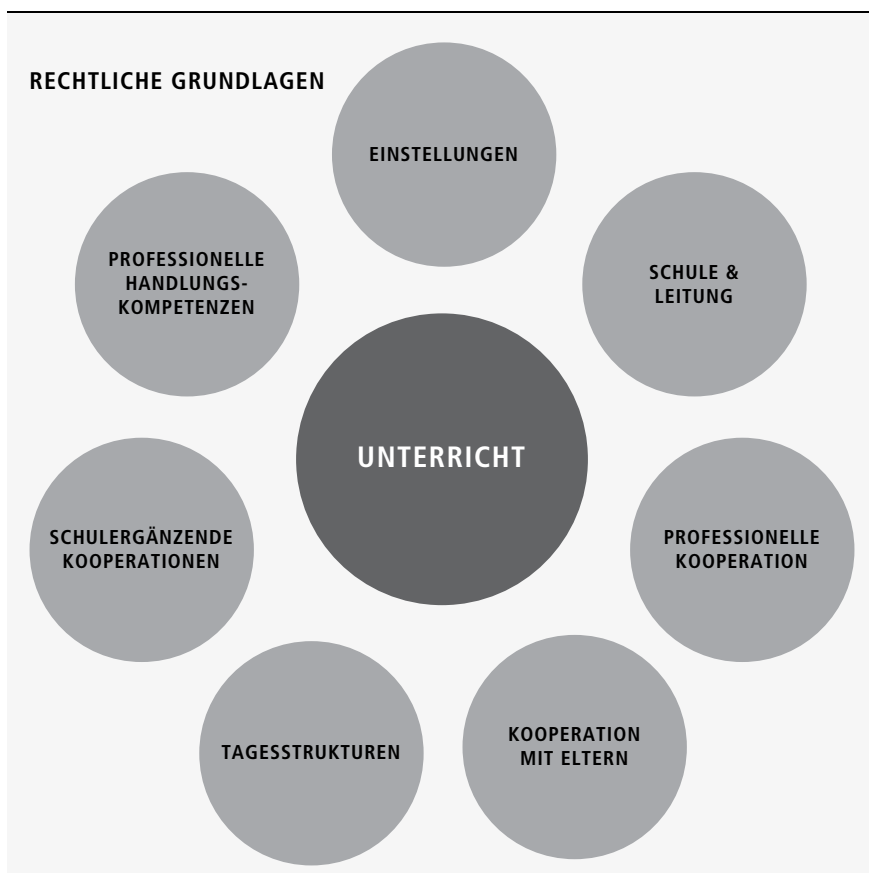 RECHTLICHE GRUNDLAGEN
EINSTELLUNGEN
PROFESSIONELLE
HANDLUNGS-
KOMPETENZEN
SCHULE &
LEITUNG
UNTERRICHT
SCHULERGÄNZENDE
KOOPERATIONEN
PROFESSIONELLE
KOOPERATION
TAGESSTRUKTUREN
KOOPERATION
MIT ELTERN